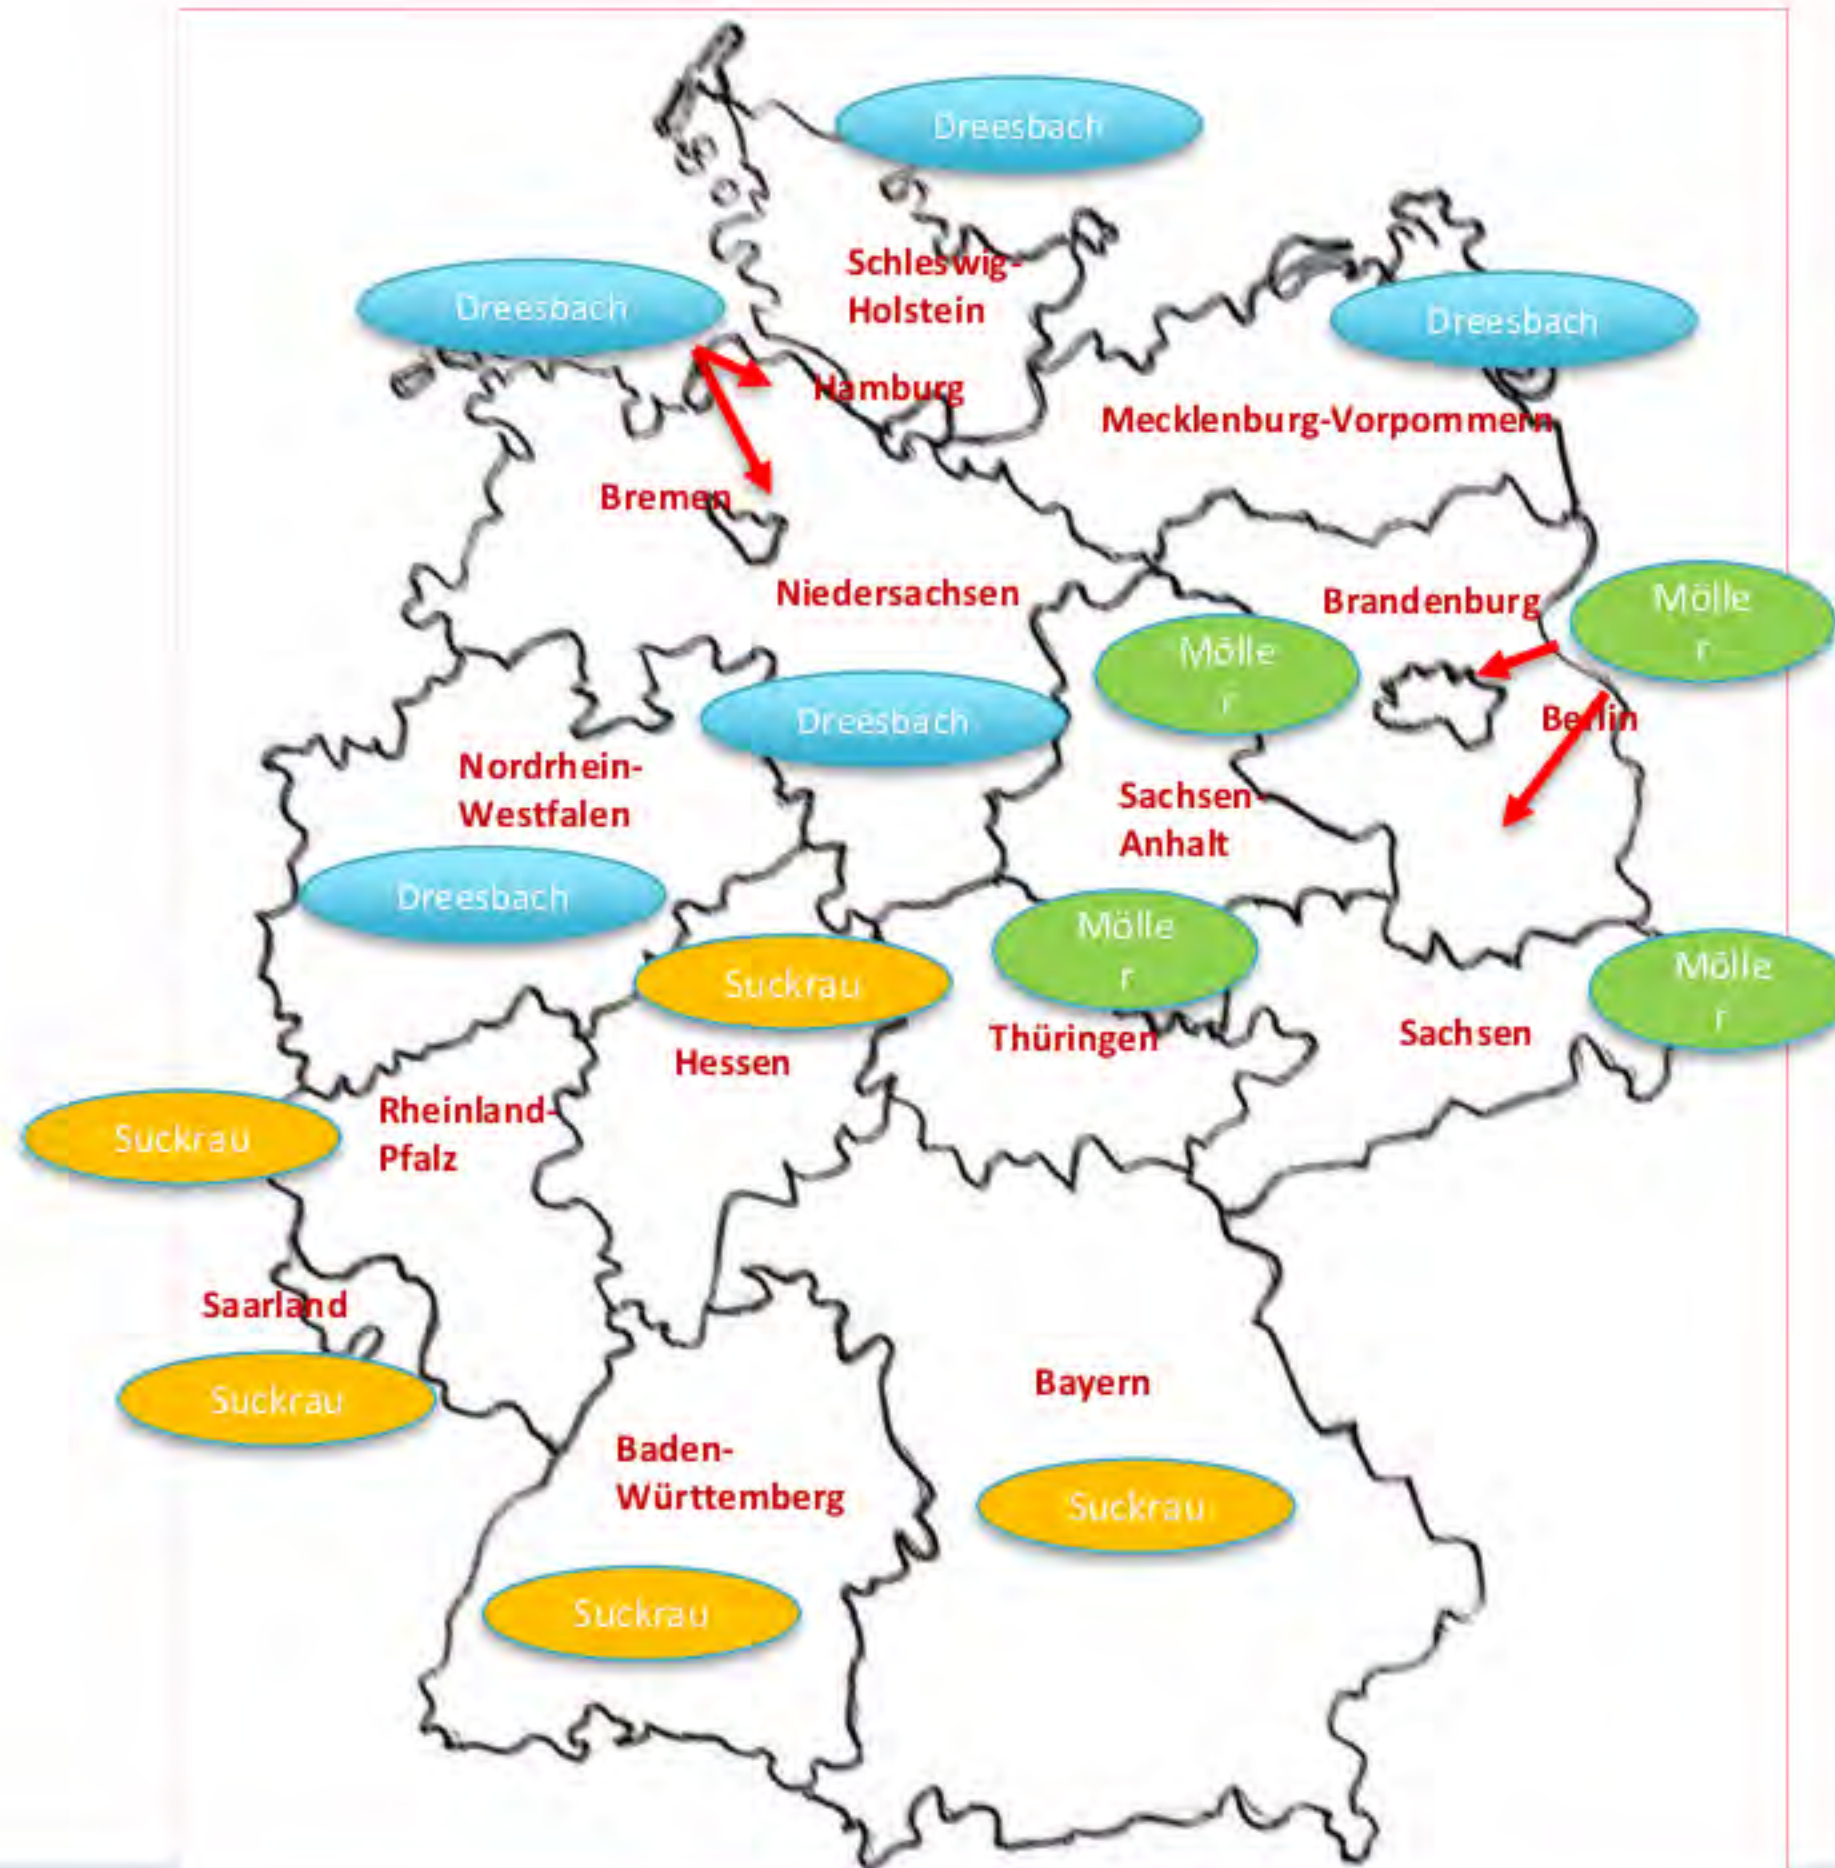 Dreesbach
Schleswig-
Holstein
Dreesbach
Dreesbach
Hamburg
Mecklenburg-Vorpommern
Bremen
Niedersachsen
Brandenburg
Mölle
r
Mölle
r
Berlin
Dreesbach
Nordrhein-
Westfalen
Sachsen-
Anhalt
Dreesbach
Mölle
r
Suckrau
Mölle
r
Thüringen
Sachsen
Hessen
Rheinland-
Pfalz
Suckrau
Saarland
Suckrau
Bayern
Baden-
Württemberg
Suckrau
Suckrau